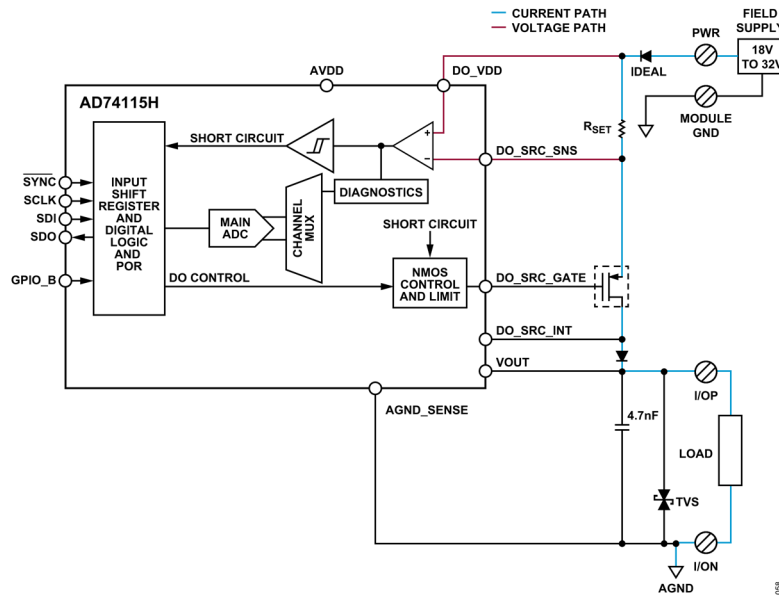 CURRENT PATH
VOLTAGE PATH
FIELD
SUPPLY
PWR
18V
TO 32V
IDEAL
AVDD
DO_VDD
AD74115H
MODULE
GND
RSET
SHORT CIRCUIT
+
−
DO_SRC_SNS
DIAGNOSTICS
SYNC
SCLK
SDI
SDO
GPIO_B
INPUT
SHIFT
REGISTER
AND
DIGITAL
LOGIC
AND
POR
MAIN
ADC
CHANNEL
MUX
SHORT CIRCUIT
DO CONTROL
NMOS
CONTROL
AND LIMIT
DO_SRC_GATE
DO_SRC_INT
VOUT
AGND_SENSE
4.7nF
I/OP
LOAD
TVS
I/ON
AGND